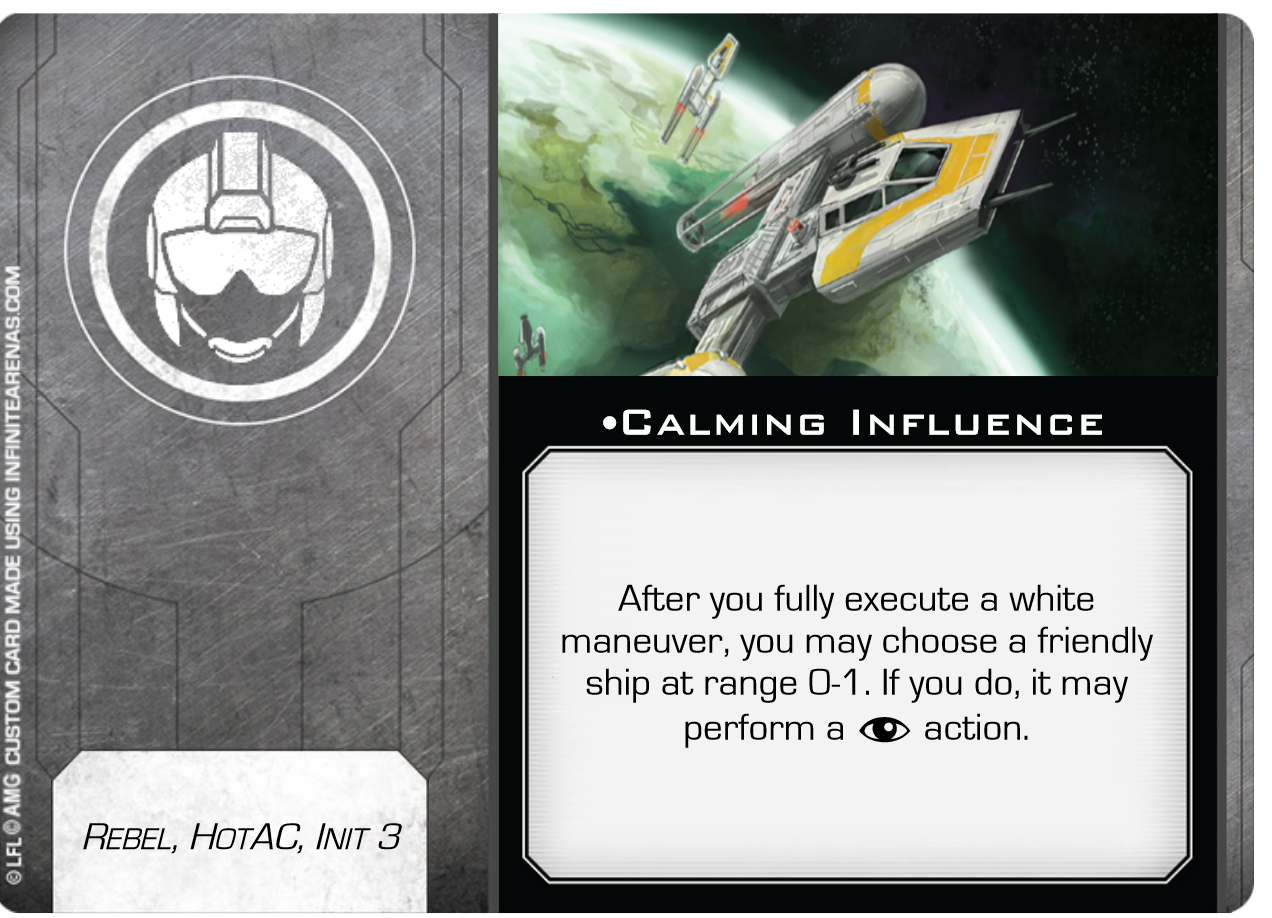 ©LFL ©AMG CUSTOM CARD MADE USING INFINITEARENAS.COM
•CALMING INFLUENCE
After you fully execute a white
maneuver, you may choose a friendly
ship at range 0-1. If you do, it may
perform a action.
REBEL, HOTAC, INIT 3